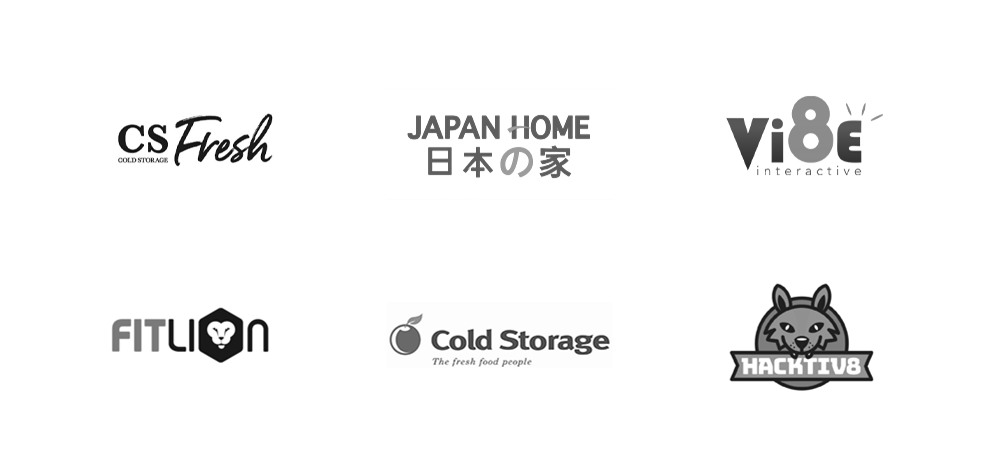 CS Fresh
COLD STORAGE
JAPAN HOME
日本の家
Vi8E
interactive
FITLION
Cold Storage
The fresh food people
HACKTIV8